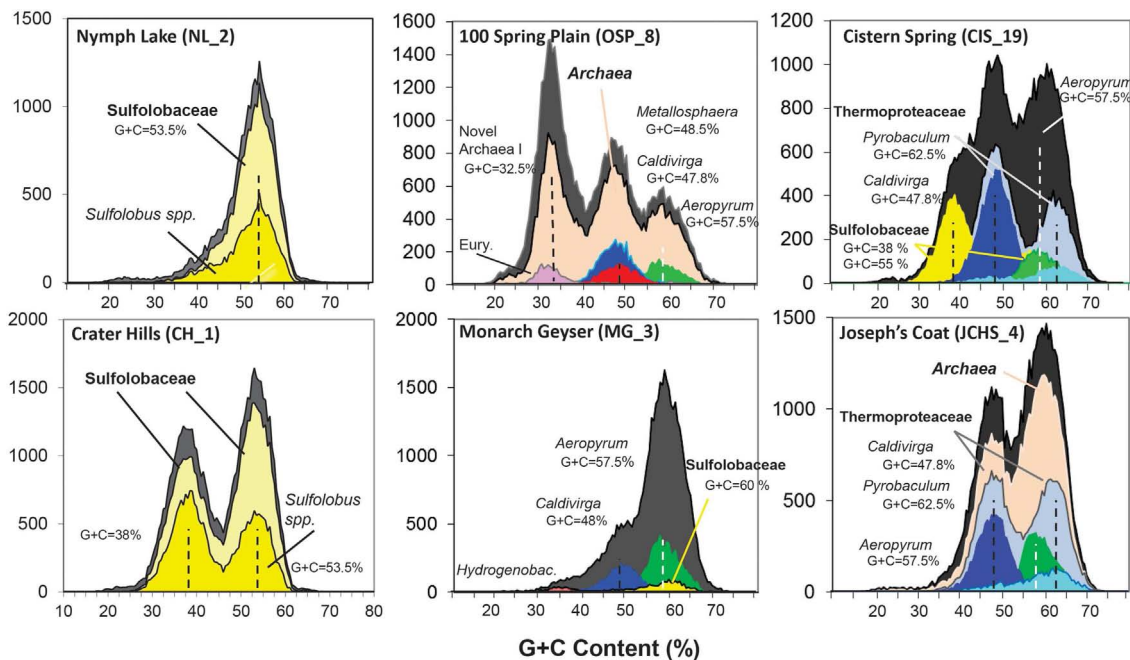 Nymph Lake (NL_2)
1500
1000
500
0
Sulfolobaceae
G+C=53.5%
Sulfolobus spp.
20
30
40
50
60
70
100 Spring Plain (OSP_8)
1600
1400
1200
1000
800
600
400
200
0
Archaea
Novel
Archaea I
G+C=32.5%
Metallosphaera
G+C=48.5%
Caldivirga
G+C=47.8%
Aeropyrum
G+C=57.5%
Eury.
20
30
40
50
60
70
Cistern Spring (CIS_19)
1000
800
600
400
200
0
Aeropyrum
G+C=57.5%
Thermoproteaceae
Pyrobaculum
G+C=62.5%
Caldivirga
G+C=47.8%
Sulfolobaceae
G+C=38 %
G+C=55 %
20
30
40
50
60
70
Crater Hills (CH_1)
2000
1500
1000
500
0
Sulfolobaceae
G+C=38%
Sulfolobus
spp.
G+C=53.5%
10
20
30
40
50
60
70
80
Monarch Geyser (MG_3)
2000
1500
1000
500
0
Aeropyrum
G+C=57.5%
Sulfolobaceae
G+C=60 %
Caldivirga
G+C=48%
Hydrogenobac.
20
30
40
50
60
70
Joseph's Coat (JCHS_4)
1500
1000
500
0
Archaea
Thermoproteaceae
Caldivirga
G+C=47.8%
Pyrobaculum
G+C=62.5%
Aeropyrum
G+C=57.5%
20
30
40
50
60
70
G+C Content (%)